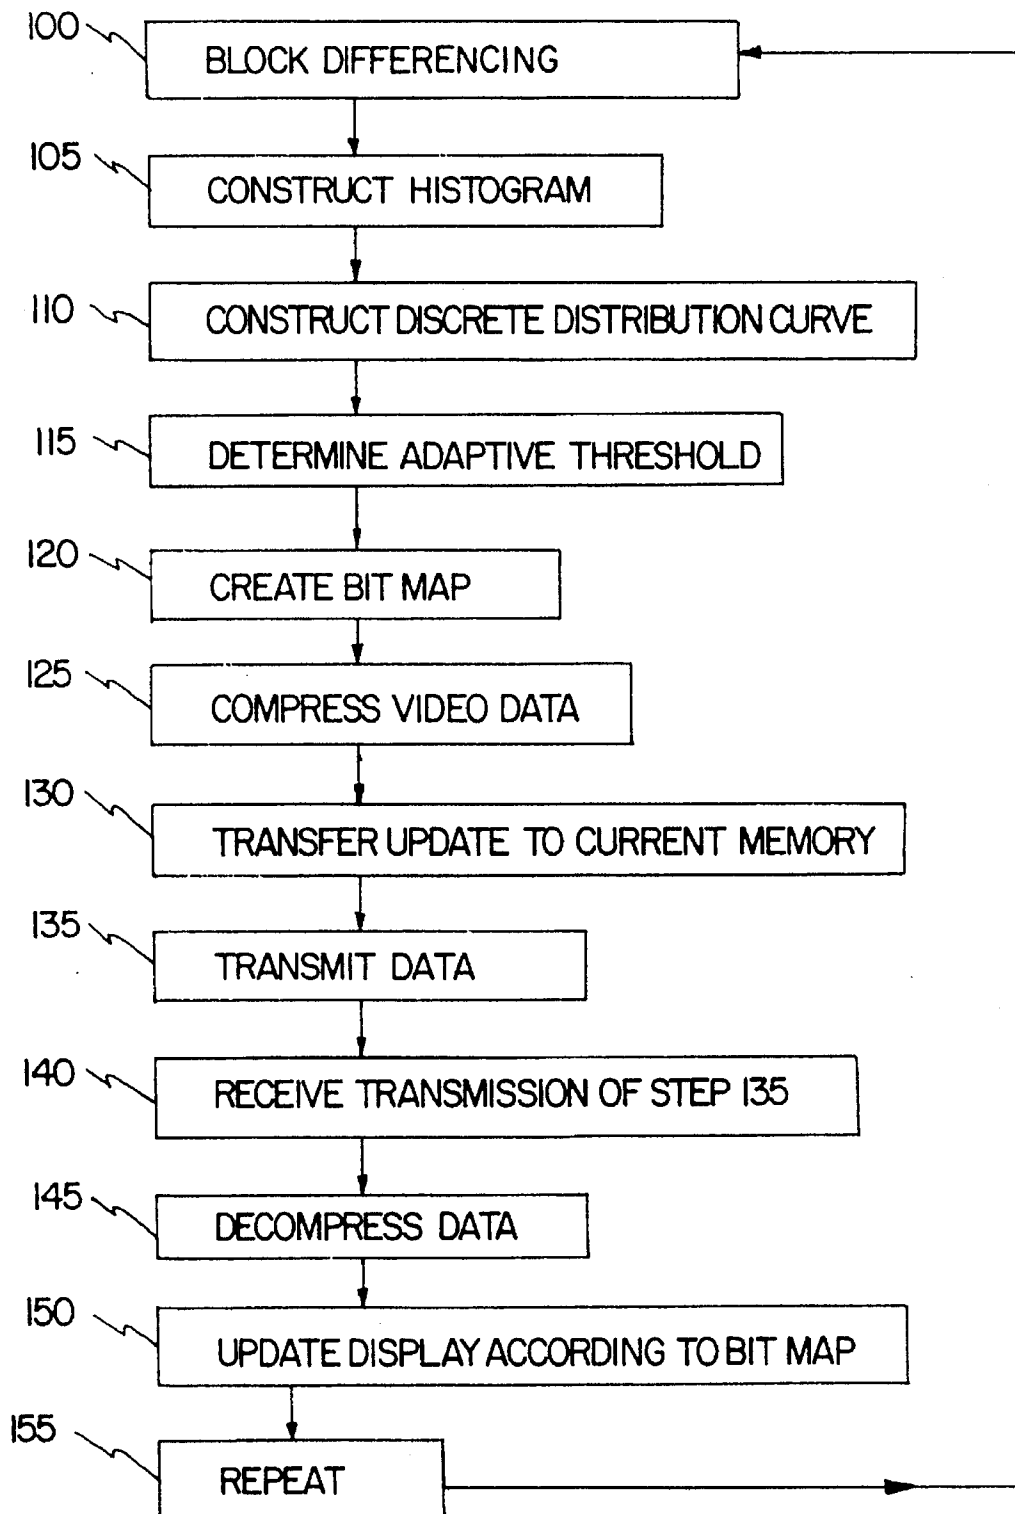 100 BLOCK DIFFERENCING
105 CONSTRUCT HISTOGRAM
110 CONSTRUCT DISCRETE DISTRIBUTION CURVE
115 DETERMINE ADAPTIVE THRESHOLD
120 CREATE BIT MAP
125 COMPRESS VIDEO DATA
130 TRANSFER UPDATE TO CURRENT MEMORY
135 TRANSMIT DATA
140 RECEIVE TRANSMISSION OF STEP 135
145 DECOMPRESS DATA
150 UPDATE DISPLAY ACCORDING TO BIT MAP
155 REPEAT